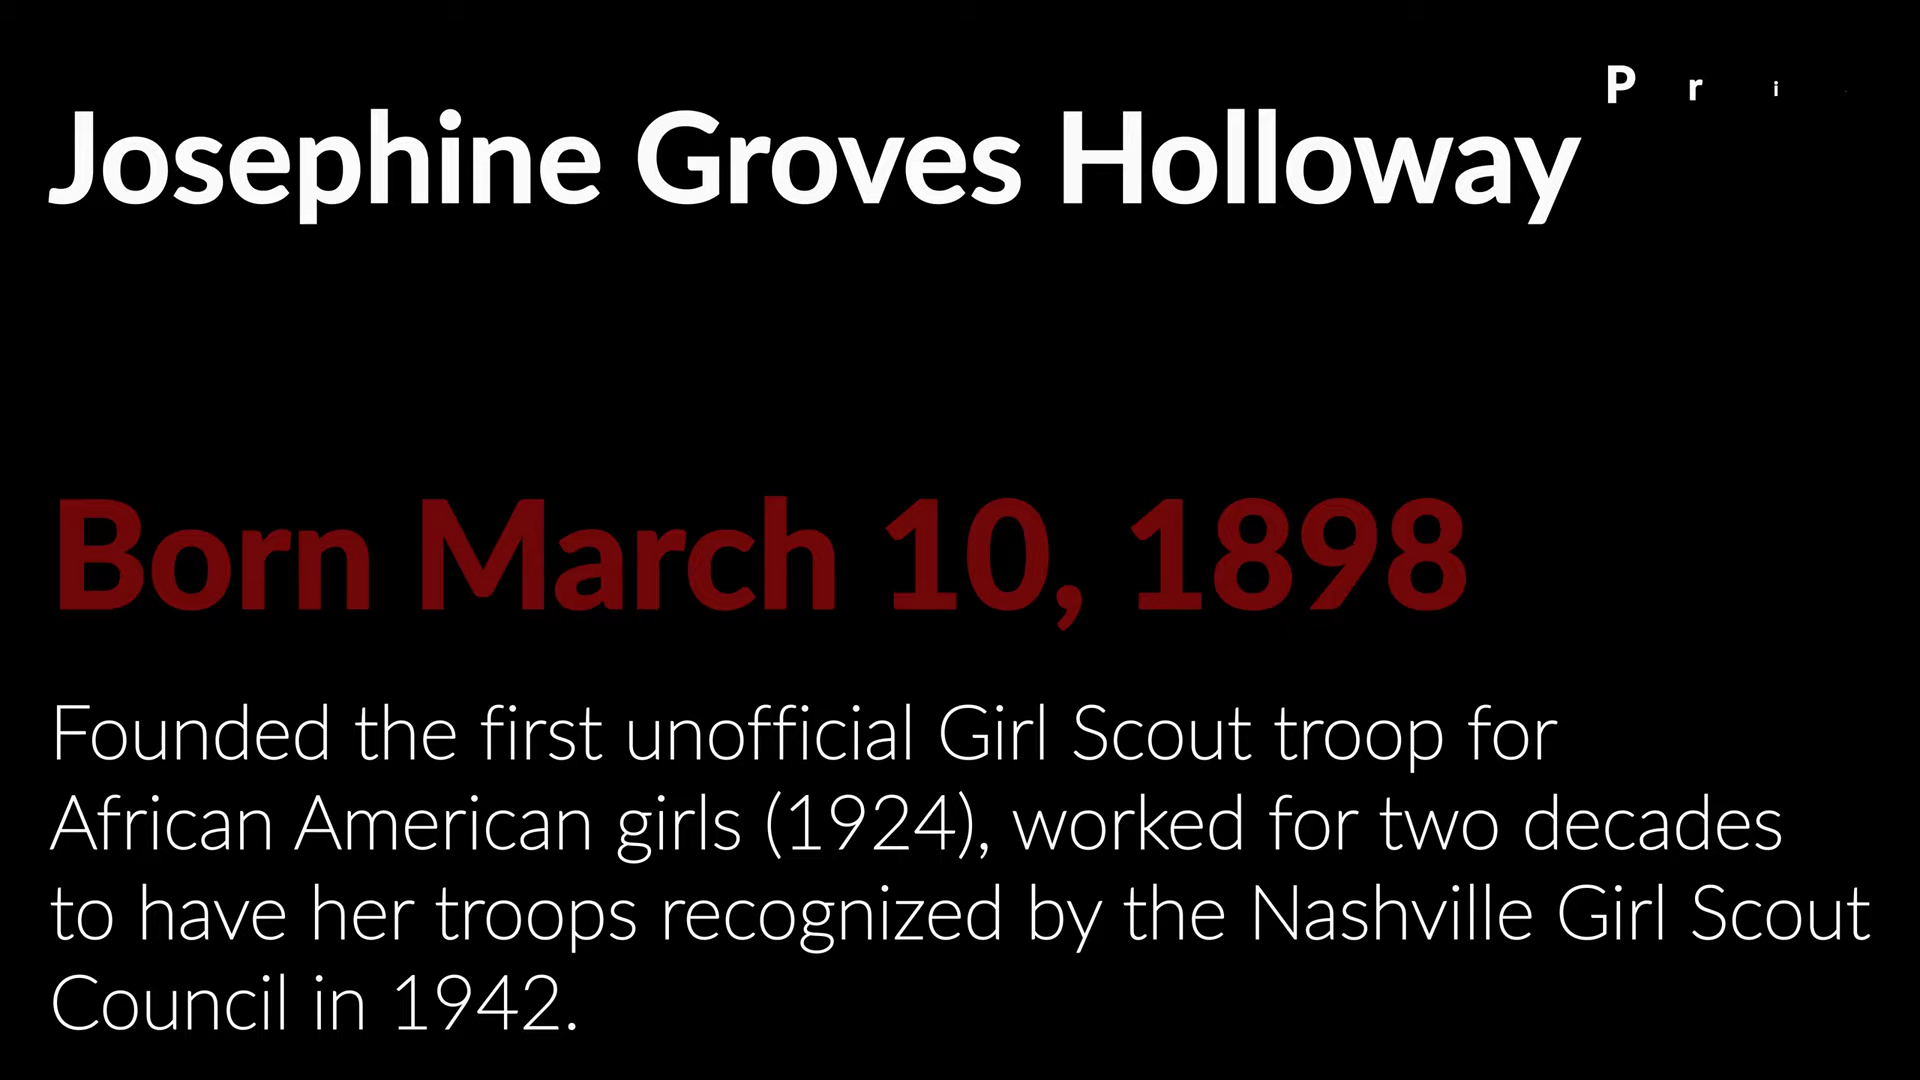 P r i
Josephine Groves Holloway
Born March 10, 1898
Founded the first unofficial Girl Scout troop for
African American girls (1924), worked for two decades
to have her troops recognized by the Nashville Girl Scout
Council in 1942.